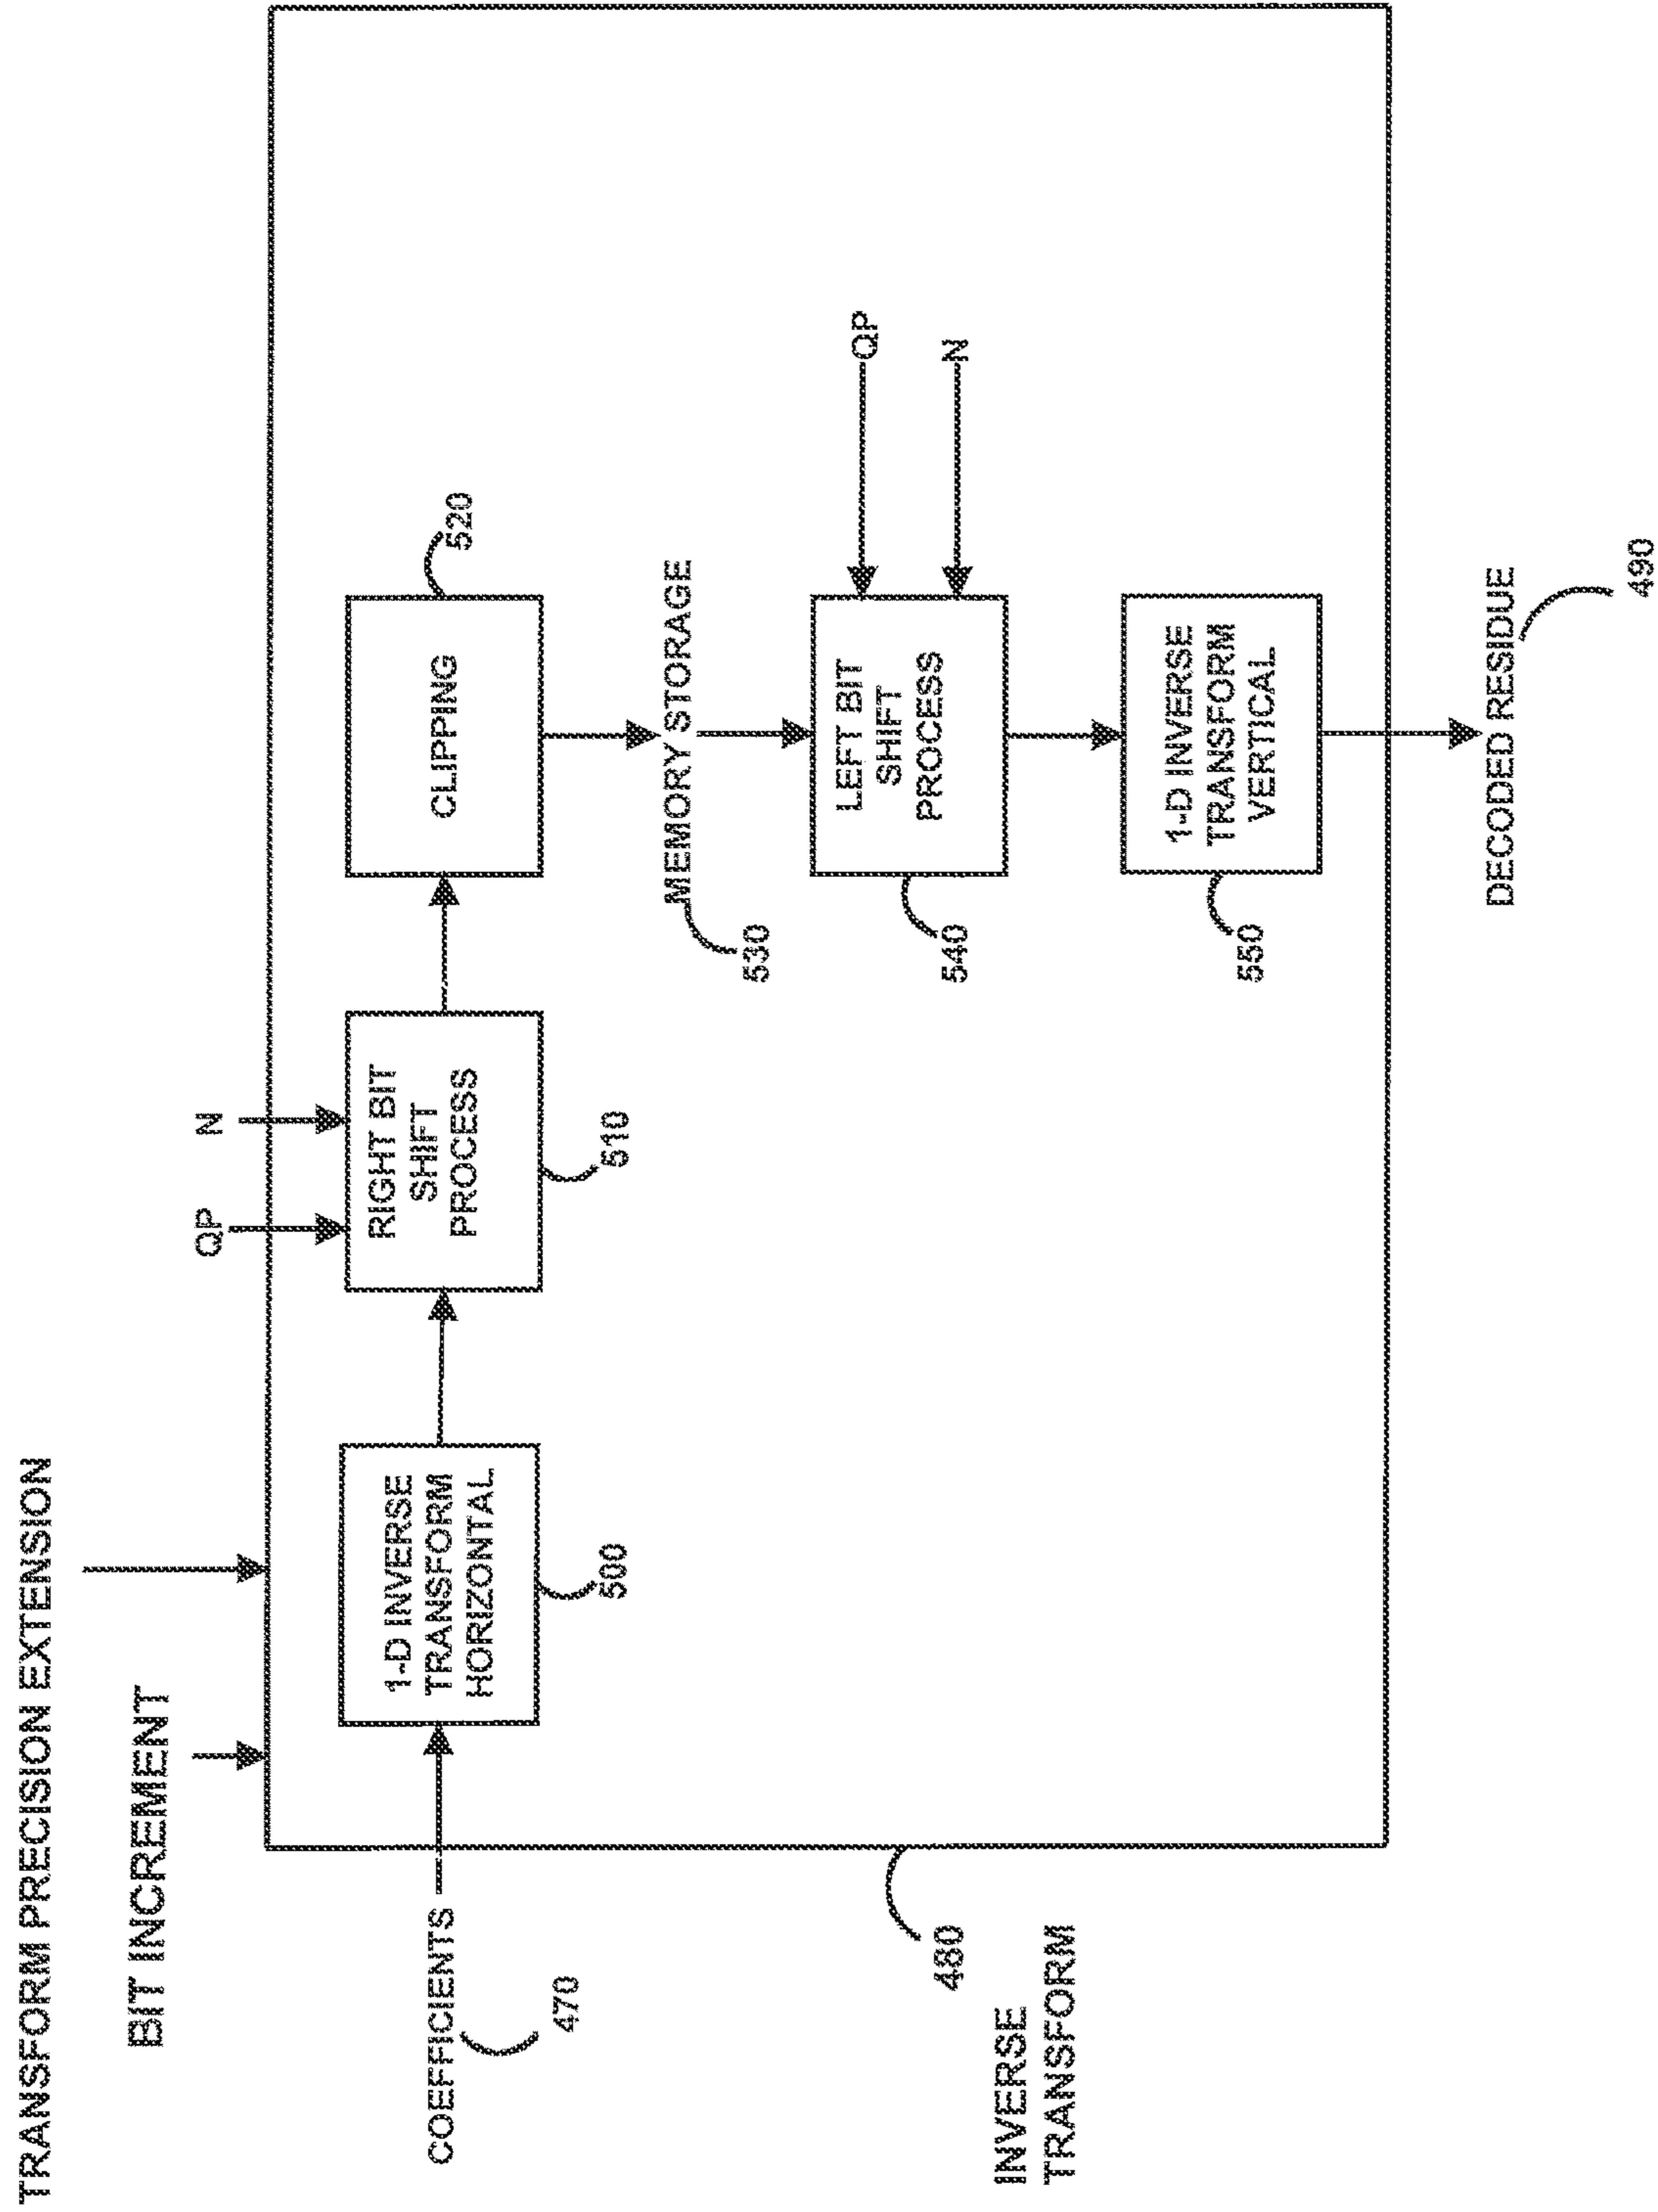 TRANSFORM PRECISION EXTENSION
BIT INCREMENT
QP
N
COEFFICIENTS
470
1-D INVERSE
TRANSFORM
HORIZONTAL
500
RIGHT BIT
SHIFT
PROCESS
510
CLIPPING
520
MEMORY STORAGE
530
LEFT BIT
SHIFT
PROCESS
540
QP
N
1-D INVERSE
TRANSFORM
VERTICAL
550
480
INVERSE
TRANSFORM
DECODED RESIDUE
490